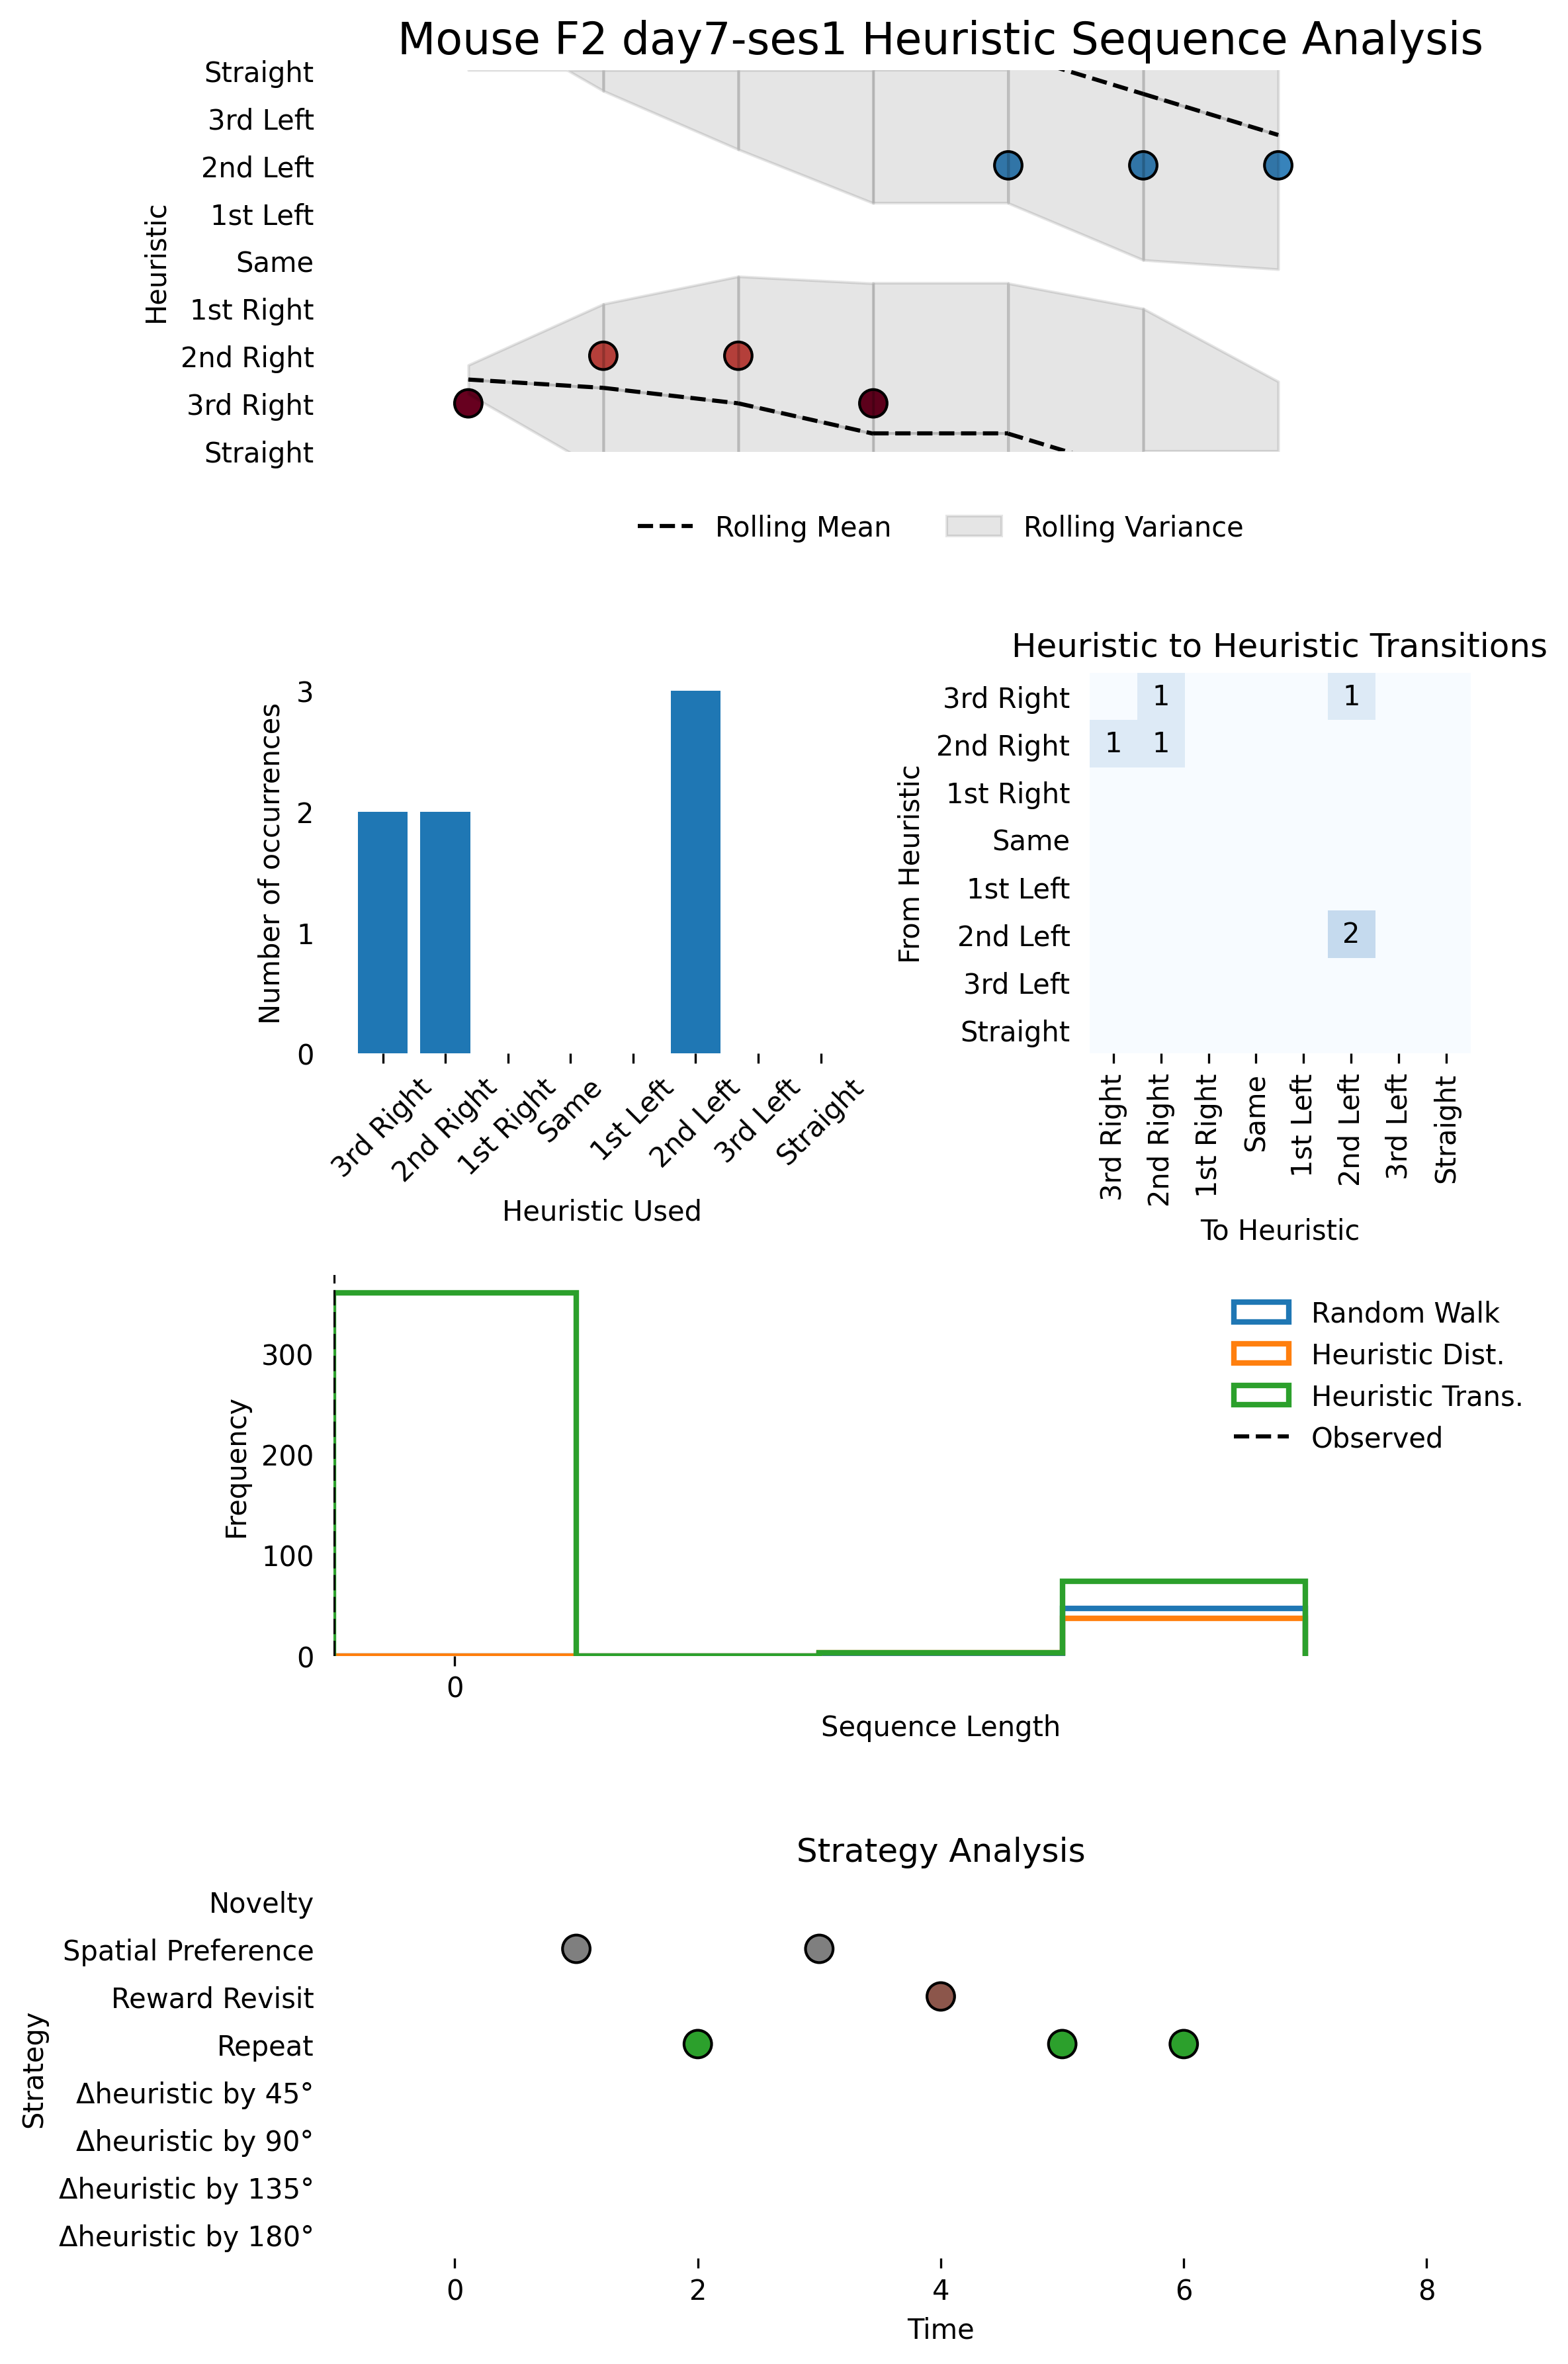 Mouse F2 day7-ses1 Heuristic Sequence Analysis
Straight
3rd Left
2nd Left
1st Left
Same
1st Right
2nd Right
3rd Right
Straight
Heuristic
Rolling Mean
Rolling Variance
3
2
1
0
Number of occurrences
3rd Right
2nd Right
1st Right
Same
1st Left
2nd Left
3rd Left
Straight
Heuristic Used
Heuristic to Heuristic Transitions
3rd Right
2nd Right
1st Right
Same
1st Left
2nd Left
3rd Left
Straight
From Heuristic
1 1
1 1
2
3rd Right
2nd Right
1st Right
Same
1st Left
2nd Left
3rd Left
Straight
To Heuristic
300
200
100
0
Frequency
0
Sequence Length
Random Walk
Heuristic Dist.
Heuristic Trans.
Observed
Strategy Analysis
Novelty
Spatial Preference
Reward Revisit
Repeat
Δheuristic by 45°
Δheuristic by 90°
Δheuristic by 135°
Δheuristic by 180°
Strategy
0 2 4 6 8
Time